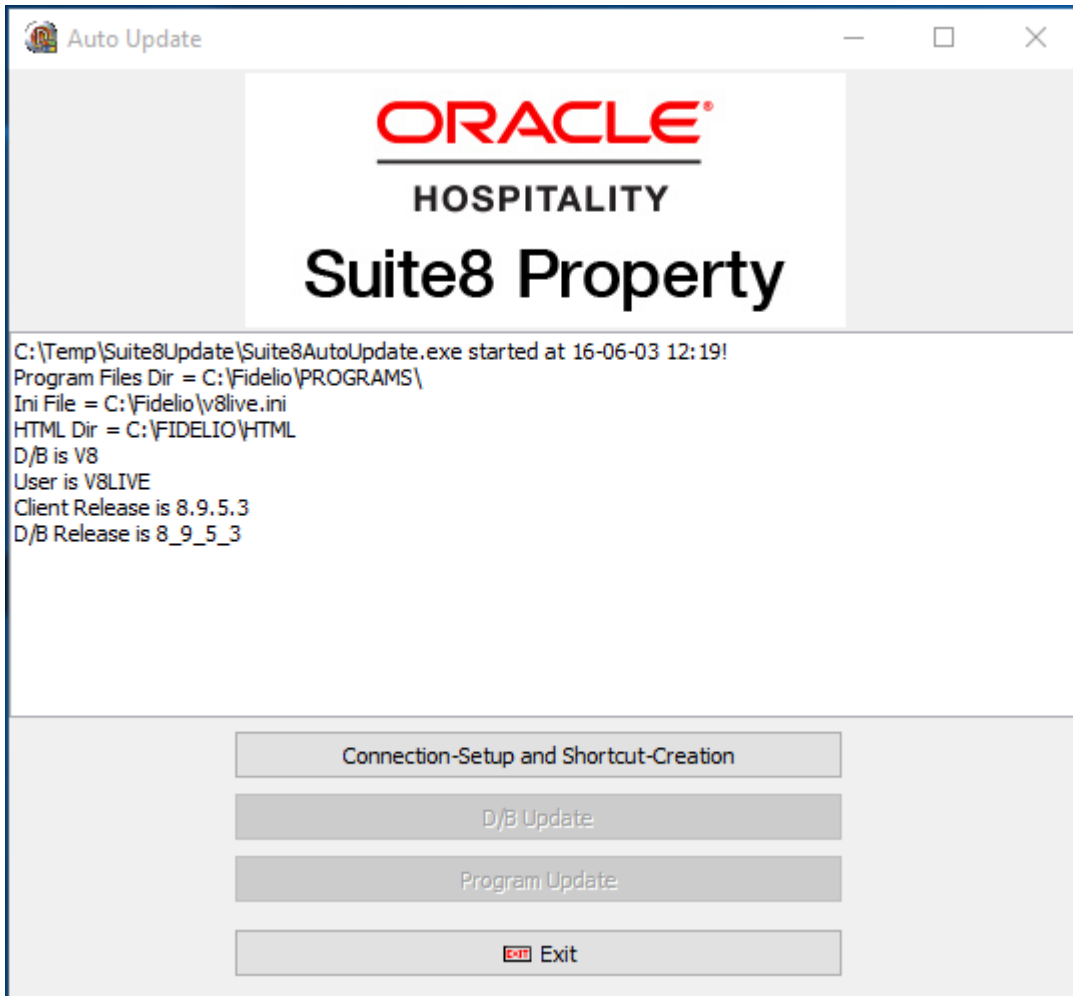 Auto Update
ORACLE®
HOSPITALITY
Suite8 Property
C:\Temp\Suite8Update\Suite8AutoUpdate.exe started at 16-06-03 12:19!
Program Files Dir = C:\Fidelio\PROGRAMS\
Ini File = C:\Fidelio\v8live.ini
HTML Dir = C:\FIDELIO\HTML
D/B is V8
User is V8LIVE
Client Release is 8.9.5.3
D/B Release is 8_9_5_3
Connection-Setup and Shortcut-Creation
D/B Update
Program Update
EXIT Exit